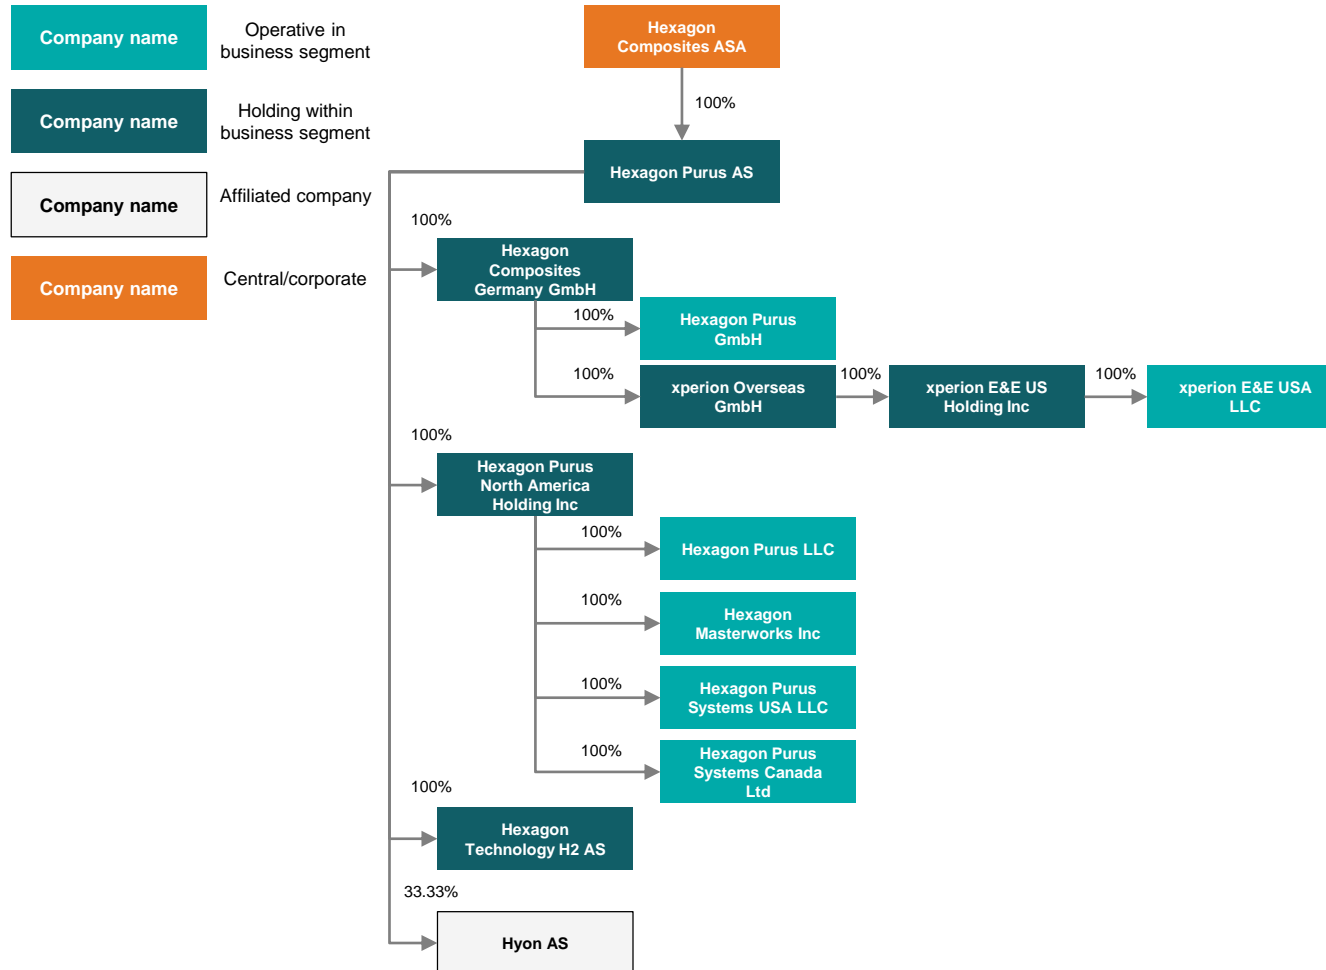 Company name
Operative in
business segment
Company name
Holding within
business segment
Company name
Affiliated company
Company name
Central/corporate
Hexagon
Composites ASA
100%
Hexagon Purus AS
100%
Hexagon
Composites
Germany GmbH
100%
Hexagon Purus
GmbH
100%
xperion Overseas
GmbH
100%
xperion E&E US
Holding Inc
100%
xperion E&E USA
LLC
100%
Hexagon Purus
North America
Holding Inc
100%
Hexagon Purus LLC
100%
Hexagon
Masterworks Inc
100%
Hexagon Purus
Systems USA LLC
100%
Hexagon Purus
Systems Canada
Ltd
100%
Hexagon
Technology H2 AS
33.33%
Hyon AS